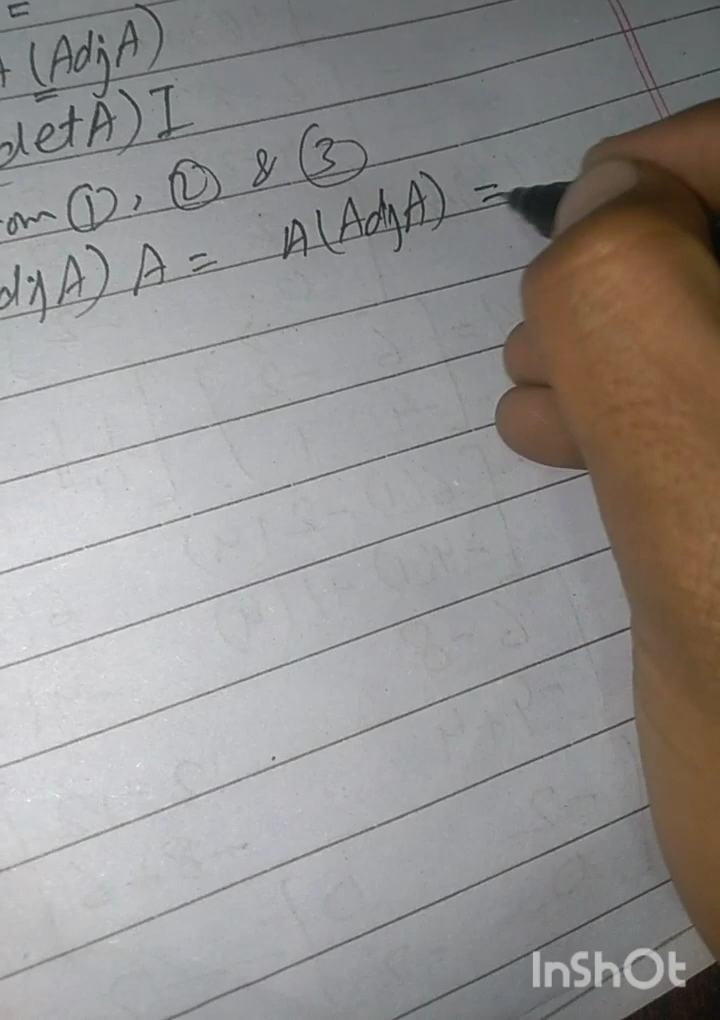 =
(AdjA)
detA) I
om ①, ② & ③
djA) A = A(AdjA) =
InShOt